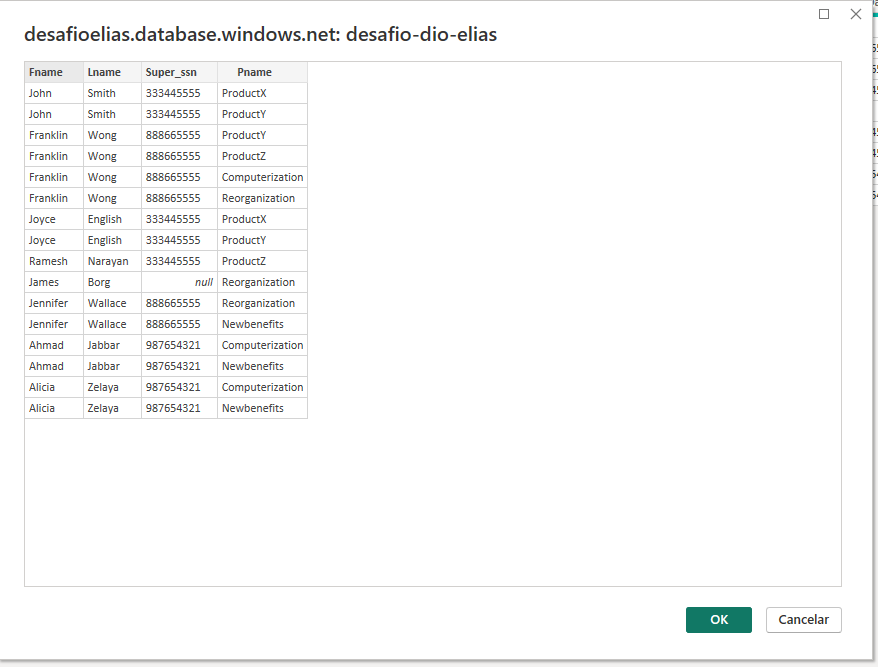 desafioelias.database.windows.net: desafio-dio-elias
Fname Lname Super_ssn Pname
John Smith 333445555 ProductX
John Smith 333445555 ProductY
Franklin Wong 888665555 ProductY
Franklin Wong 888665555 ProductZ
Franklin Wong 888665555 Computerization
Franklin Wong 888665555 Reorganization
Joyce English 333445555 ProductX
Joyce English 333445555 ProductY
Ramesh Narayan 333445555 ProductZ
James Borg null Reorganization
Jennifer Wallace 888665555 Reorganization
Jennifer Wallace 888665555 Newbenefits
Ahmad Jabbar 987654321 Computerization
Ahmad Jabbar 987654321 Newbenefits
Alicia Zelaya 987654321 Computerization
Alicia Zelaya 987654321 Newbenefits
OK Cancelar